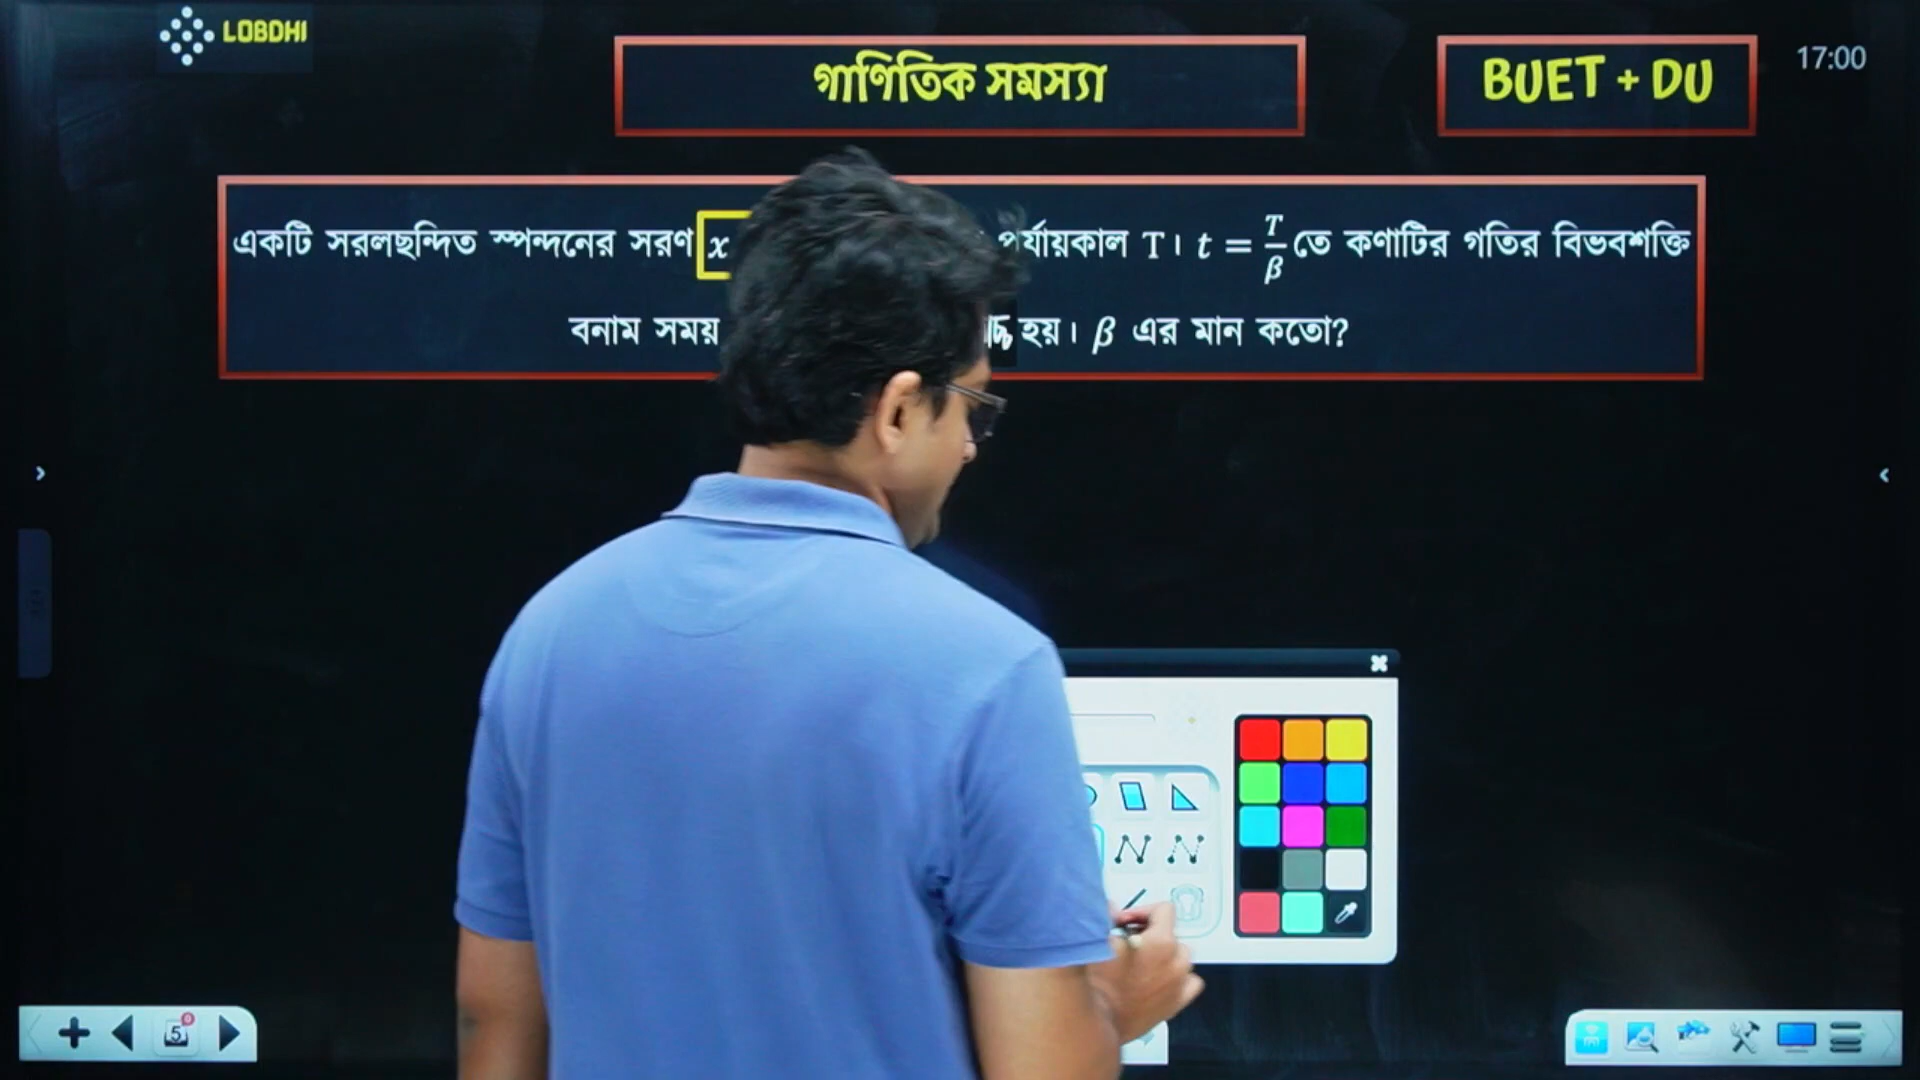 LOBDHI
গাণিতিক সমস্যা
BUET + DU
17:00
একটি সরলছন্দিত স্পন্দনের সরণ x পর্যায়কাল T। t = T/β তে কণাটির গতির বিভবশক্তি
বনাম সময় হয়। β এর মান কতো?
5